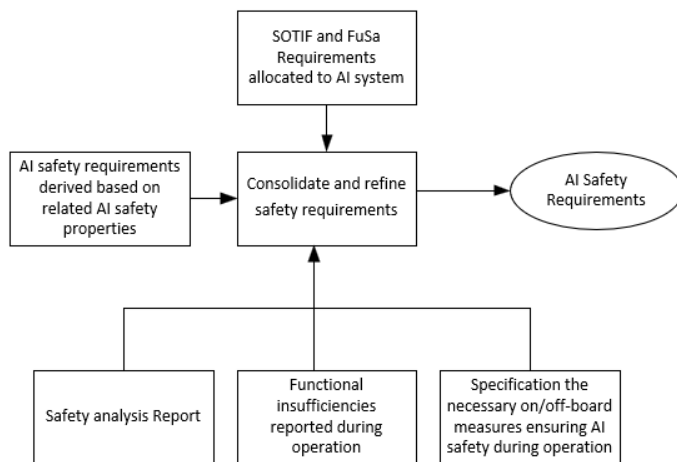 SOTIF and FuSa
Requirements
allocated to AI system
AI safety requirements
derived based on
related AI safety
properties
Consolidate and refine
safety requirements
AI Safety
Requirements
Safety analysis Report
Functional
insufficiencies
reported during
operation
Specification the
necessary on/off-board
measures ensuring AI
safety during operation